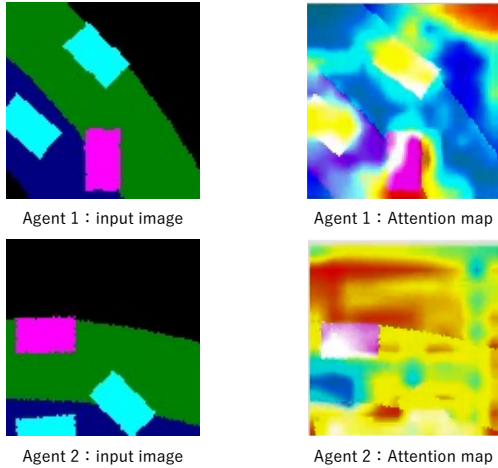 Agent 1：input image
Agent 1：Attention map
Agent 2：input image
Agent 2：Attention map